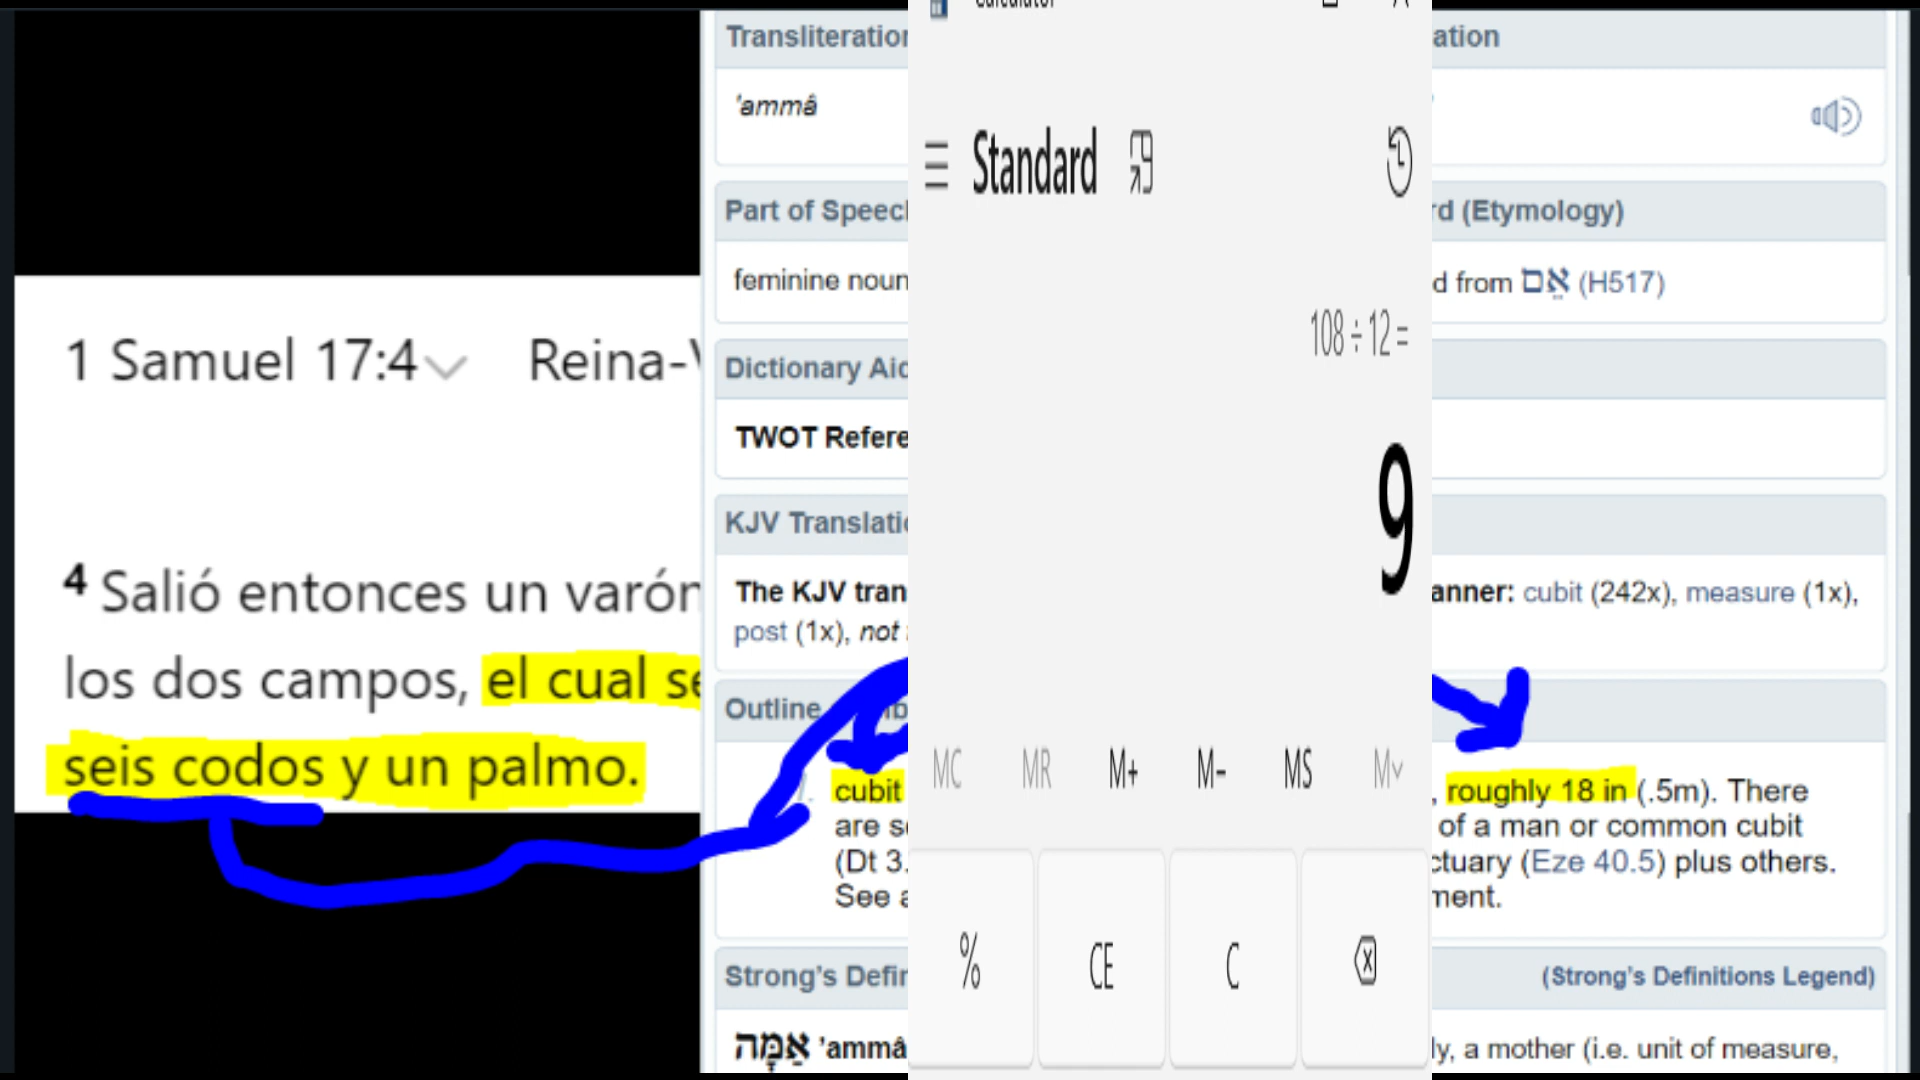 1 Samuel 17:4 Reina-
4 Salió entonces un varón
los dos campos, el cual se
seis codos y un palmo.
Transliteration
'ammâ
Part of Speech
feminine noun
Dictionary Aid
TWOT Refere
KJV Translati
The KJV tran
post (1x), not
Outline
cubit
are s
(Dt 3.
See a
Strong's Defin
אַמָּה 'ammâ
Calculator
Standard
108 ÷ 12 =
9
MC MR M+ M- MS M
% CE C
ation
rd (Etymology)
d from אֵם (H517)
anner: cubit (242x), measure (1x),
, roughly 18 in (.5m). There
of a man or common cubit
ctuary (Eze 40.5) plus others.
ment.
(Strong's Definitions Legend)
ly, a mother (i.e. unit of measure,